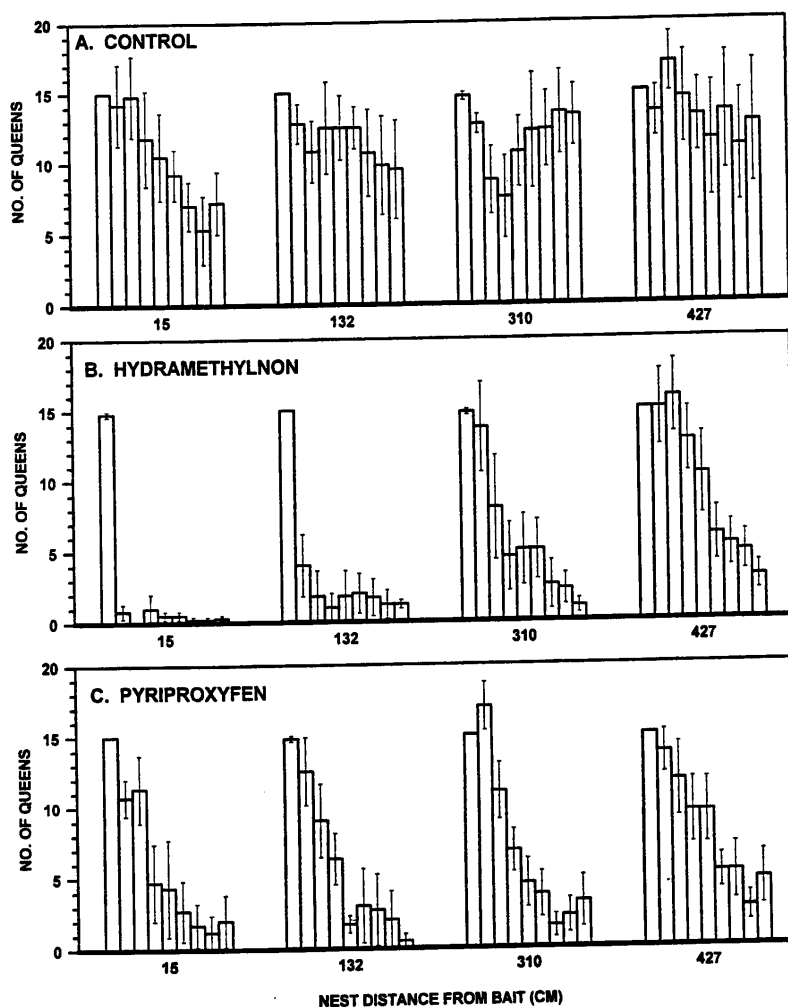 A. CONTROL
NO. OF QUEENS
20
15
10
5
0
15 132 310 427
B. HYDRAMETHYLNON
NO. OF QUEENS
20
15
10
5
0
15 132 310 427
C. PYRIPROXYFEN
NO. OF QUEENS
20
15
10
5
0
15 132 310 427
NEST DISTANCE FROM BAIT (CM)